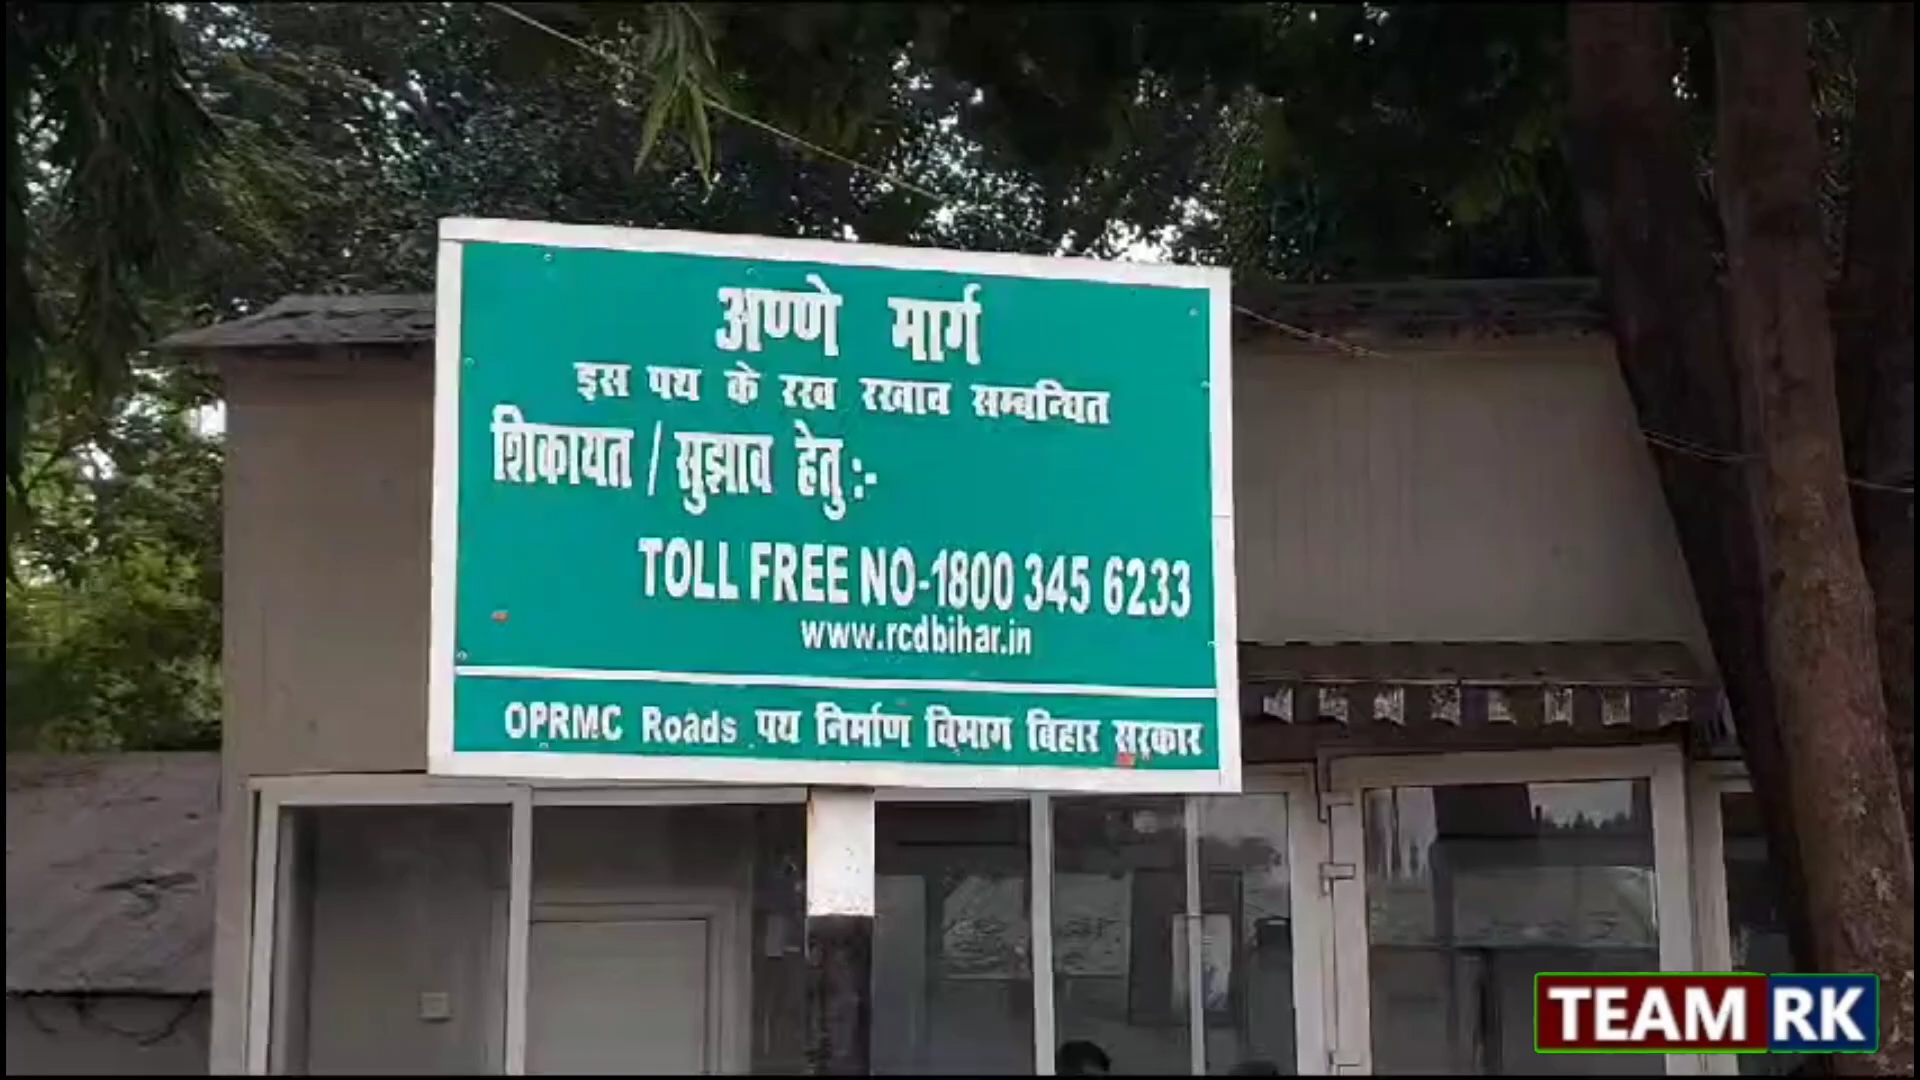 अण्णे मार्ग
इस पथ के रख रखाव सम्बन्धित
शिकायत / सुझाव हेतु :-
TOLL FREE NO-1800 345 6233
www.rcdbihar.in
OPRMC Roads पथ निर्माण विभाग बिहार सरकार
TEAM RK